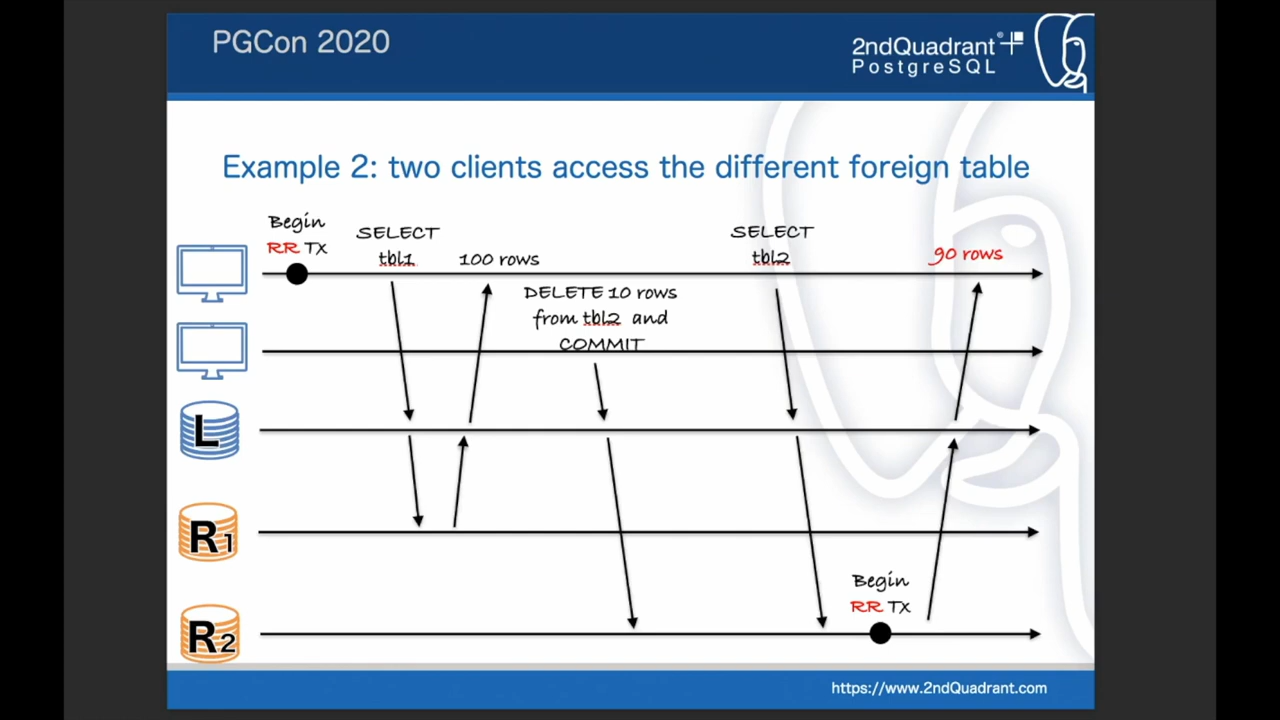 PGCon 2020
2ndQuadrant®
PostgreSQL
Example 2: two clients access the different foreign table
Begin
RR Tx
SELECT
tbl1
100 rows
DELETE 10 rows
from tbl2 and
COMMIT
SELECT
tbl2
90 rows
L
R1
Begin
RR Tx
R2
https://www.2ndQuadrant.com